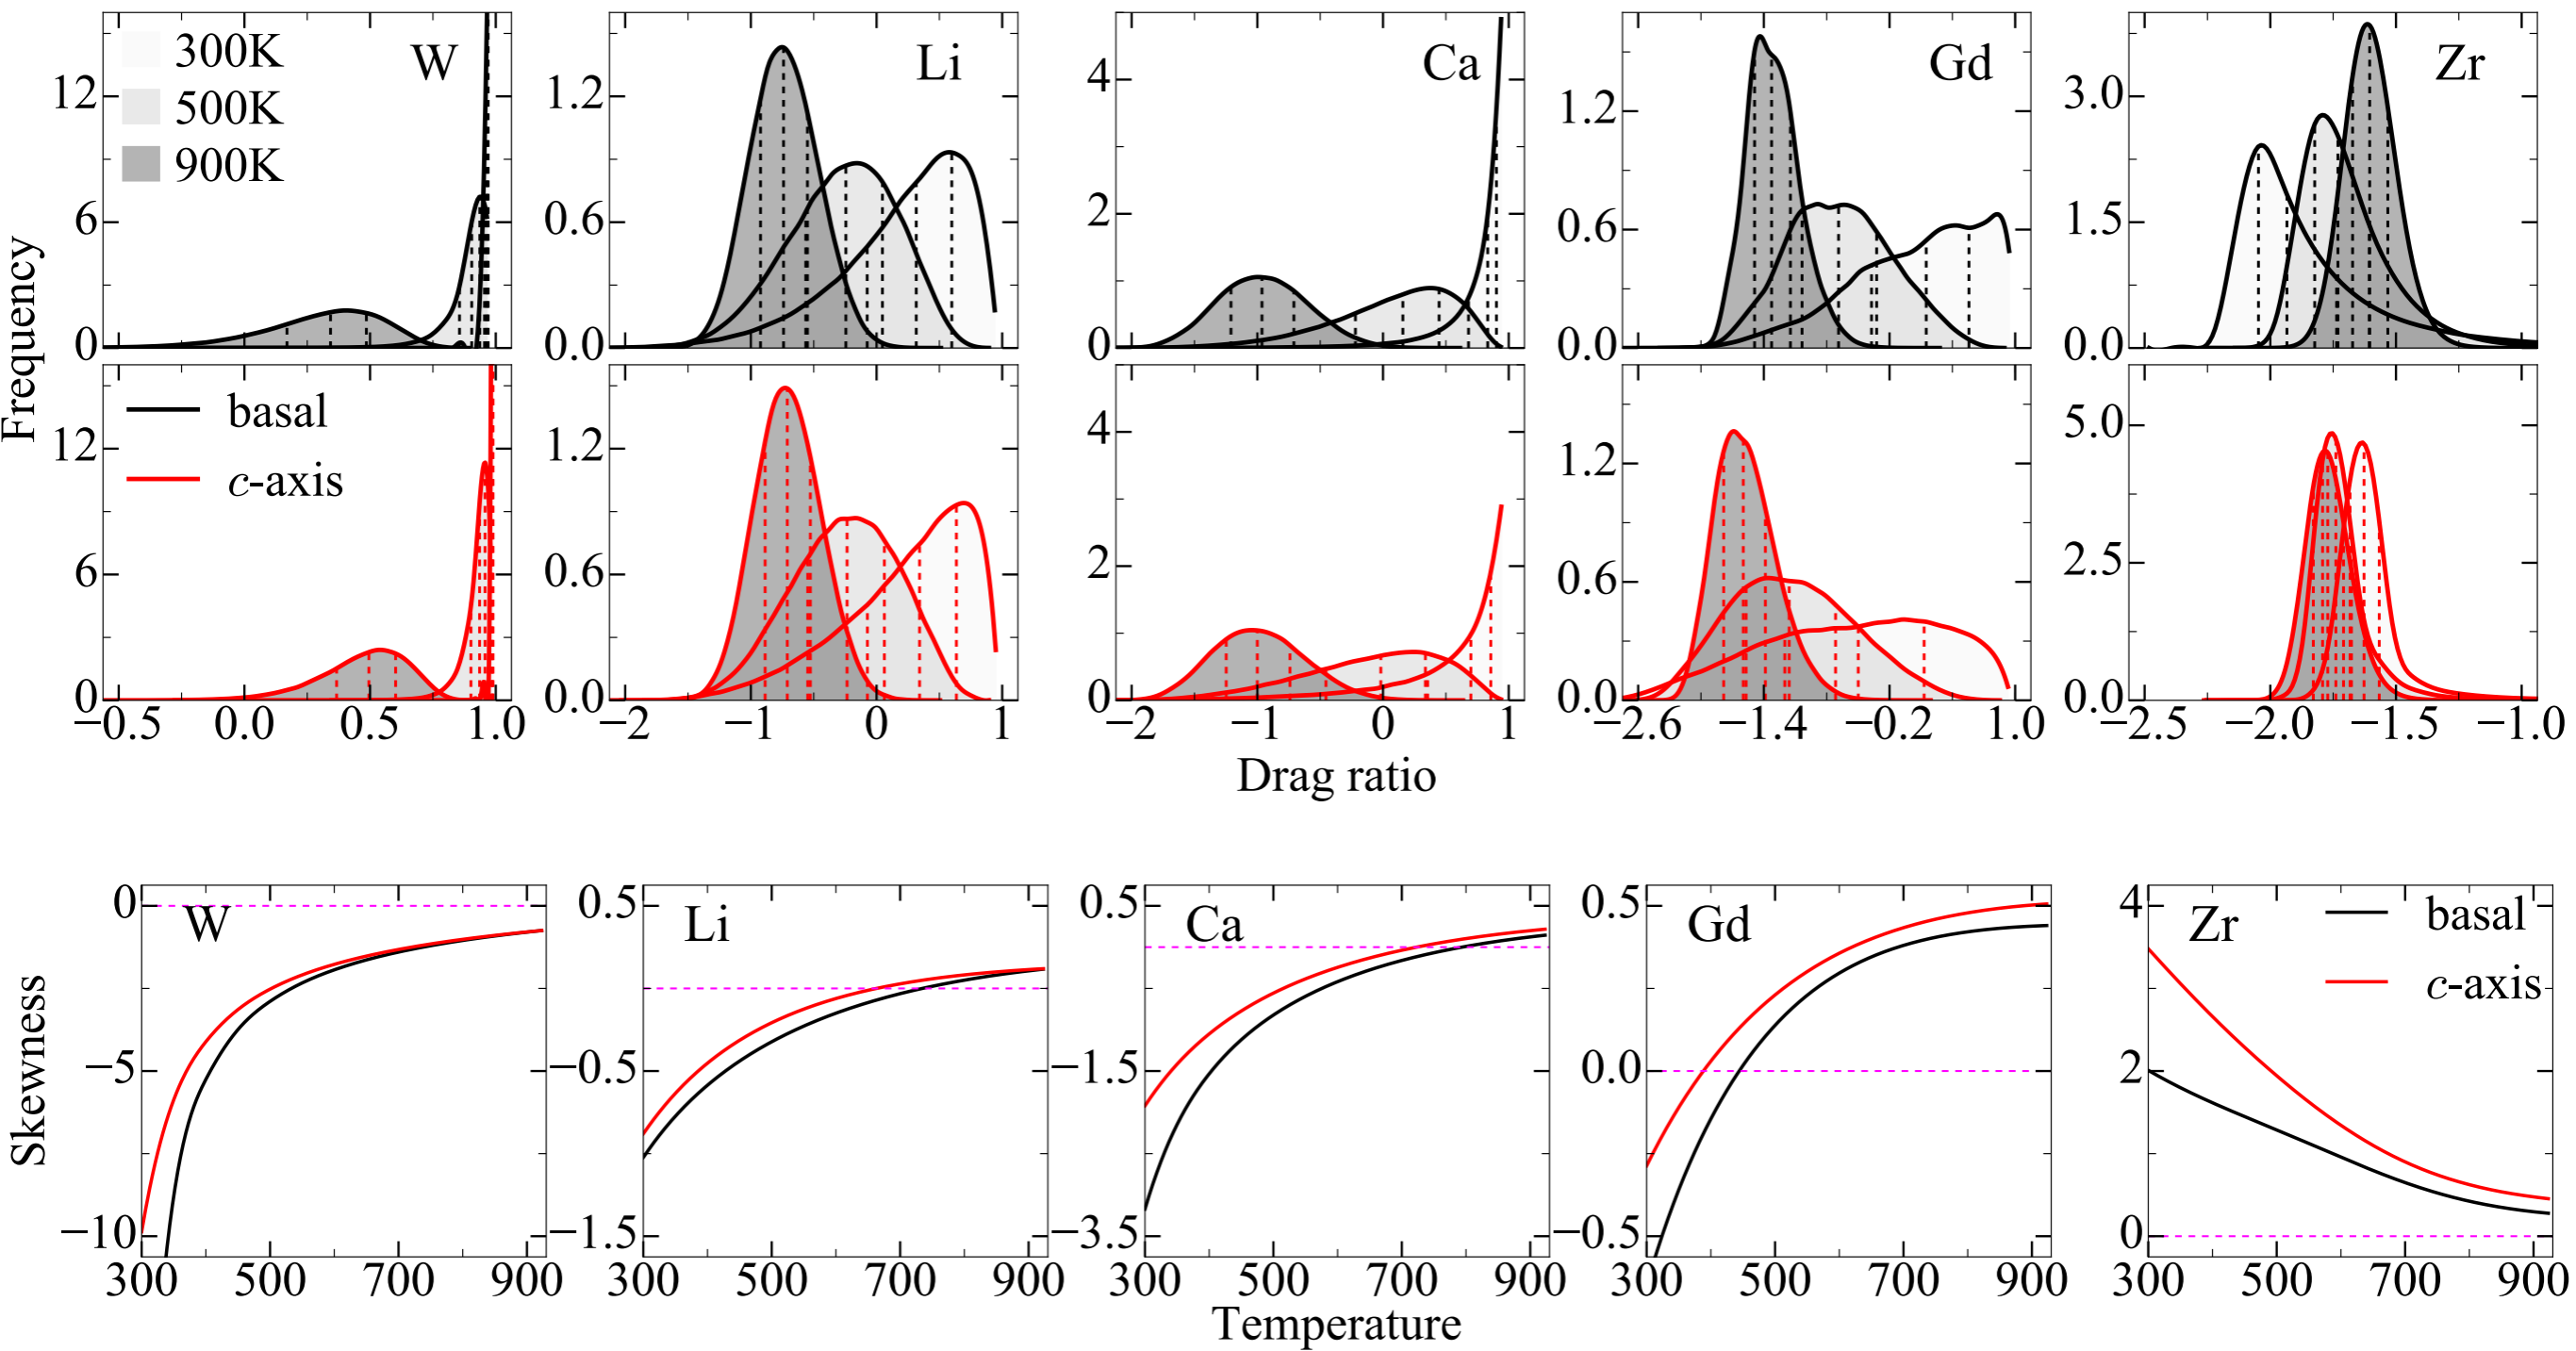 W
Li
Ca
Gd
Zr
300K
500K
900K
12
6
0
1.2
0.6
0.0
4
2
0
1.2
0.6
0.0
3.0
1.5
0.0
Frequency
basal
c-axis
12
6
0
1.2
0.6
0.0
4
2
0
1.2
0.6
0.0
5.0
2.5
0.0
−0.5 0.0 0.5 1.0
−2 −1 0 1
−2 −1 0 1
−2.6 −1.4 −0.2 1.0
−2.5 −2.0 −1.5 −1.0
Drag ratio
Skewness
W
Li
Ca
Gd
Zr
basal
c-axis
0
−5
−10
0.5
−0.5
−1.5
0.5
−1.5
−3.5
0.5
0.0
−0.5
4
2
0
300 500 700 900
300 500 700 900
300 500 700 900
300 500 700 900
300 500 700 900
Temperature